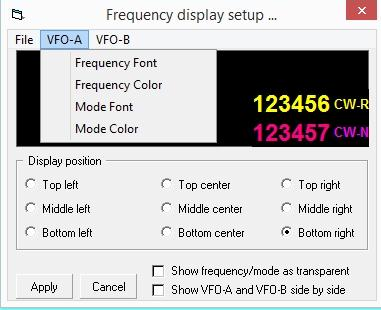 Frequency display setup ...
File VFO-A VFO-B
Frequency Font
Frequency Color
Mode Font
Mode Color
123456 CW-R
123457 CW-N
Display position
Top left Top center Top right
Middle left Middle center Middle right
Bottom left Bottom center Bottom right
Show frequency/mode as transparent
Apply Cancel
Show VFO-A and VFO-B side by side